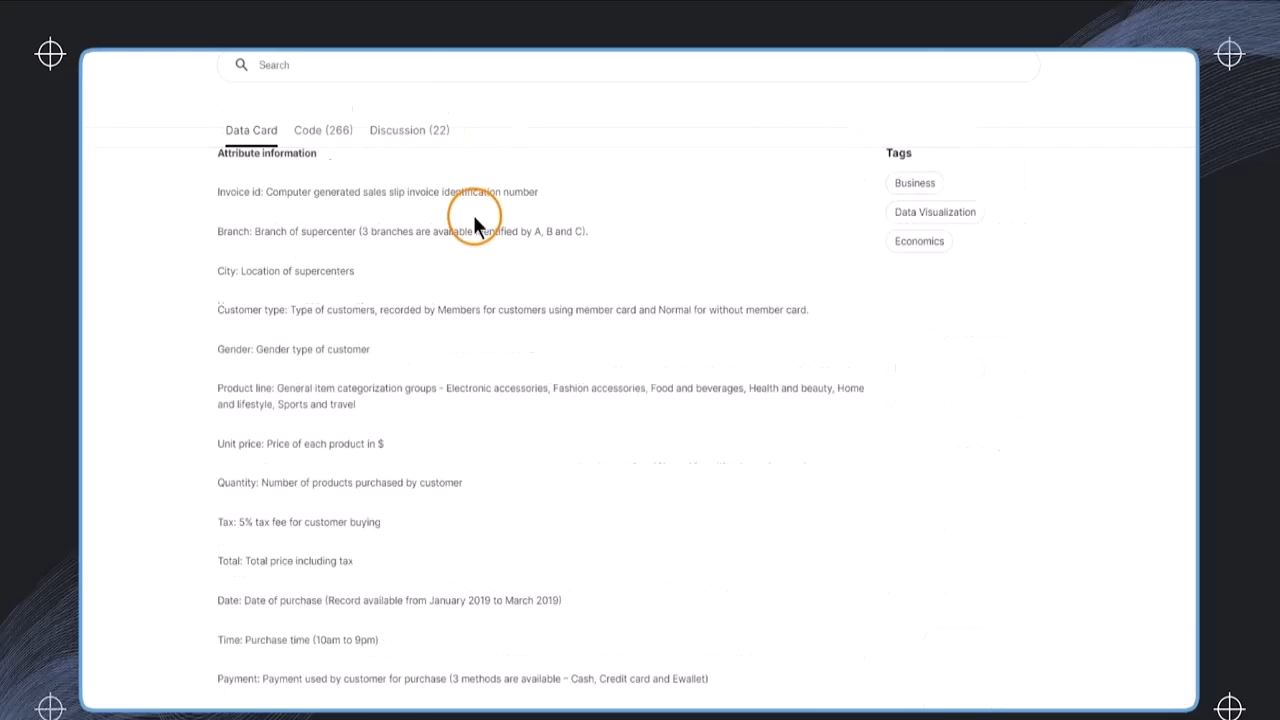 Search
Data Card Code (266) Discussion (22)
Attribute information
Invoice id: Computer generated sales slip invoice identification number
Branch: Branch of supercenter (3 branches are available identified by A, B and C).
City: Location of supercenters
Customer type: Type of customers, recorded by Members for customers using member card and Normal for without member card.
Gender: Gender type of customer
Product line: General item categorization groups - Electronic accessories, Fashion accessories, Food and beverages, Health and beauty, Home
and lifestyle, Sports and travel
Unit price: Price of each product in $
Quantity: Number of products purchased by customer
Tax: 5% tax fee for customer buying
Total: Total price including tax
Date: Date of purchase (Record available from January 2019 to March 2019)
Time: Purchase time (10am to 9pm)
Payment: Payment used by customer for purchase (3 methods are available – Cash, Credit card and Ewallet)
Tags
Business
Data Visualization
Economics